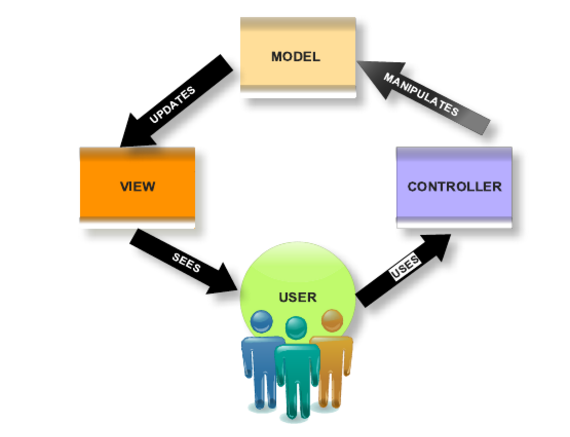 MODEL
UPDATES
MANIPULATES
VIEW
CONTROLLER
SEES
USES
USER